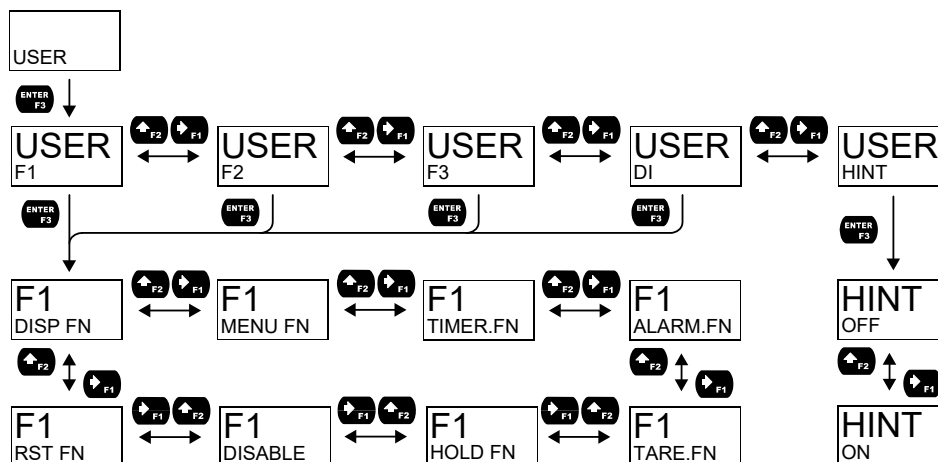 USER
ENTER F3
F2 F1 F2 F1 F2 F1 F2 F1
USER USER USER USER USER
F1 F2 F3 DI HINT
ENTER F3 ENTER F3 ENTER F3 ENTER F3 ENTER F3
F2 F1 F2 F1 F2 F1
F1 F1 F1 F1 HINT
DISP FN MENU FN TIMER.FN ALARM.FN OFF
F2 F1 F2 F1 F2 F1
F1 F2 F1 F2 F1 F2
F1 F1 F1 F1 HINT
RST FN DISABLE HOLD FN TARE.FN ON